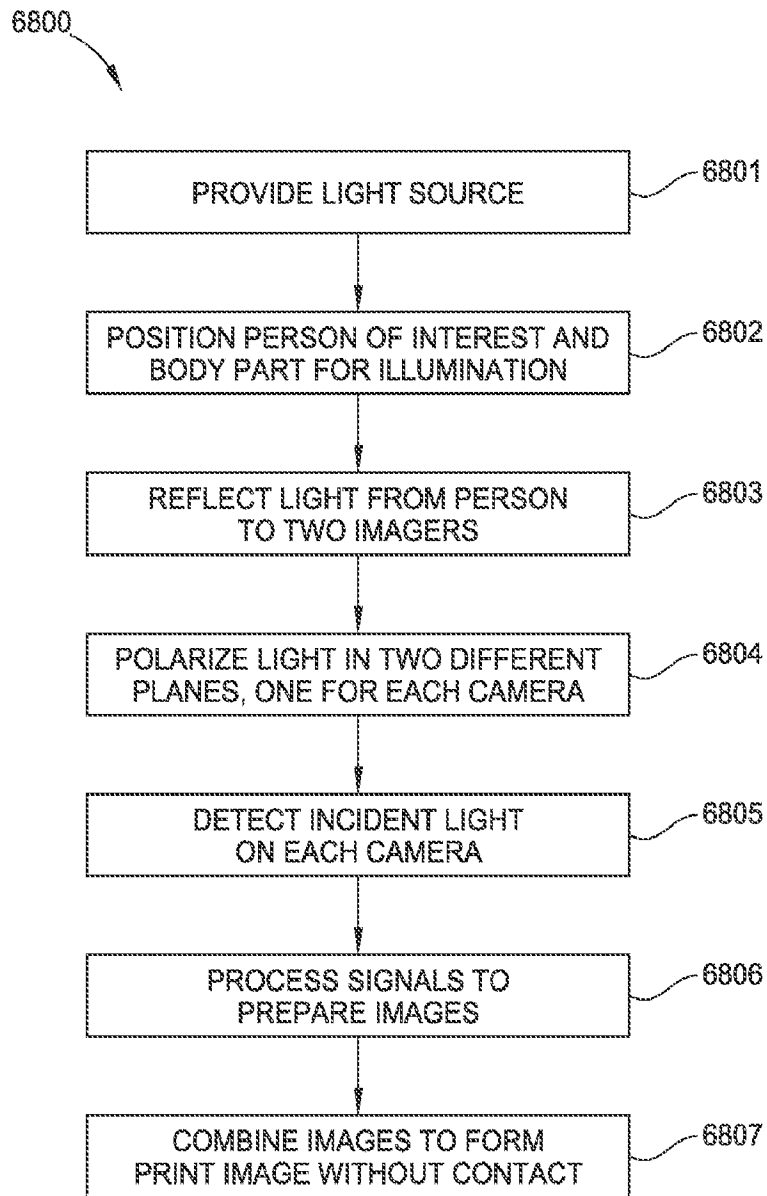 6800
PROVIDE LIGHT SOURCE
6801
POSITION PERSON OF INTEREST AND
BODY PART FOR ILLUMINATION
6802
REFLECT LIGHT FROM PERSON
TO TWO IMAGERS
6803
POLARIZE LIGHT IN TWO DIFFERENT
PLANES, ONE FOR EACH CAMERA
6804
DETECT INCIDENT LIGHT
ON EACH CAMERA
6805
PROCESS SIGNALS TO
PREPARE IMAGES
6806
COMBINE IMAGES TO FORM
PRINT IMAGE WITHOUT CONTACT
6807